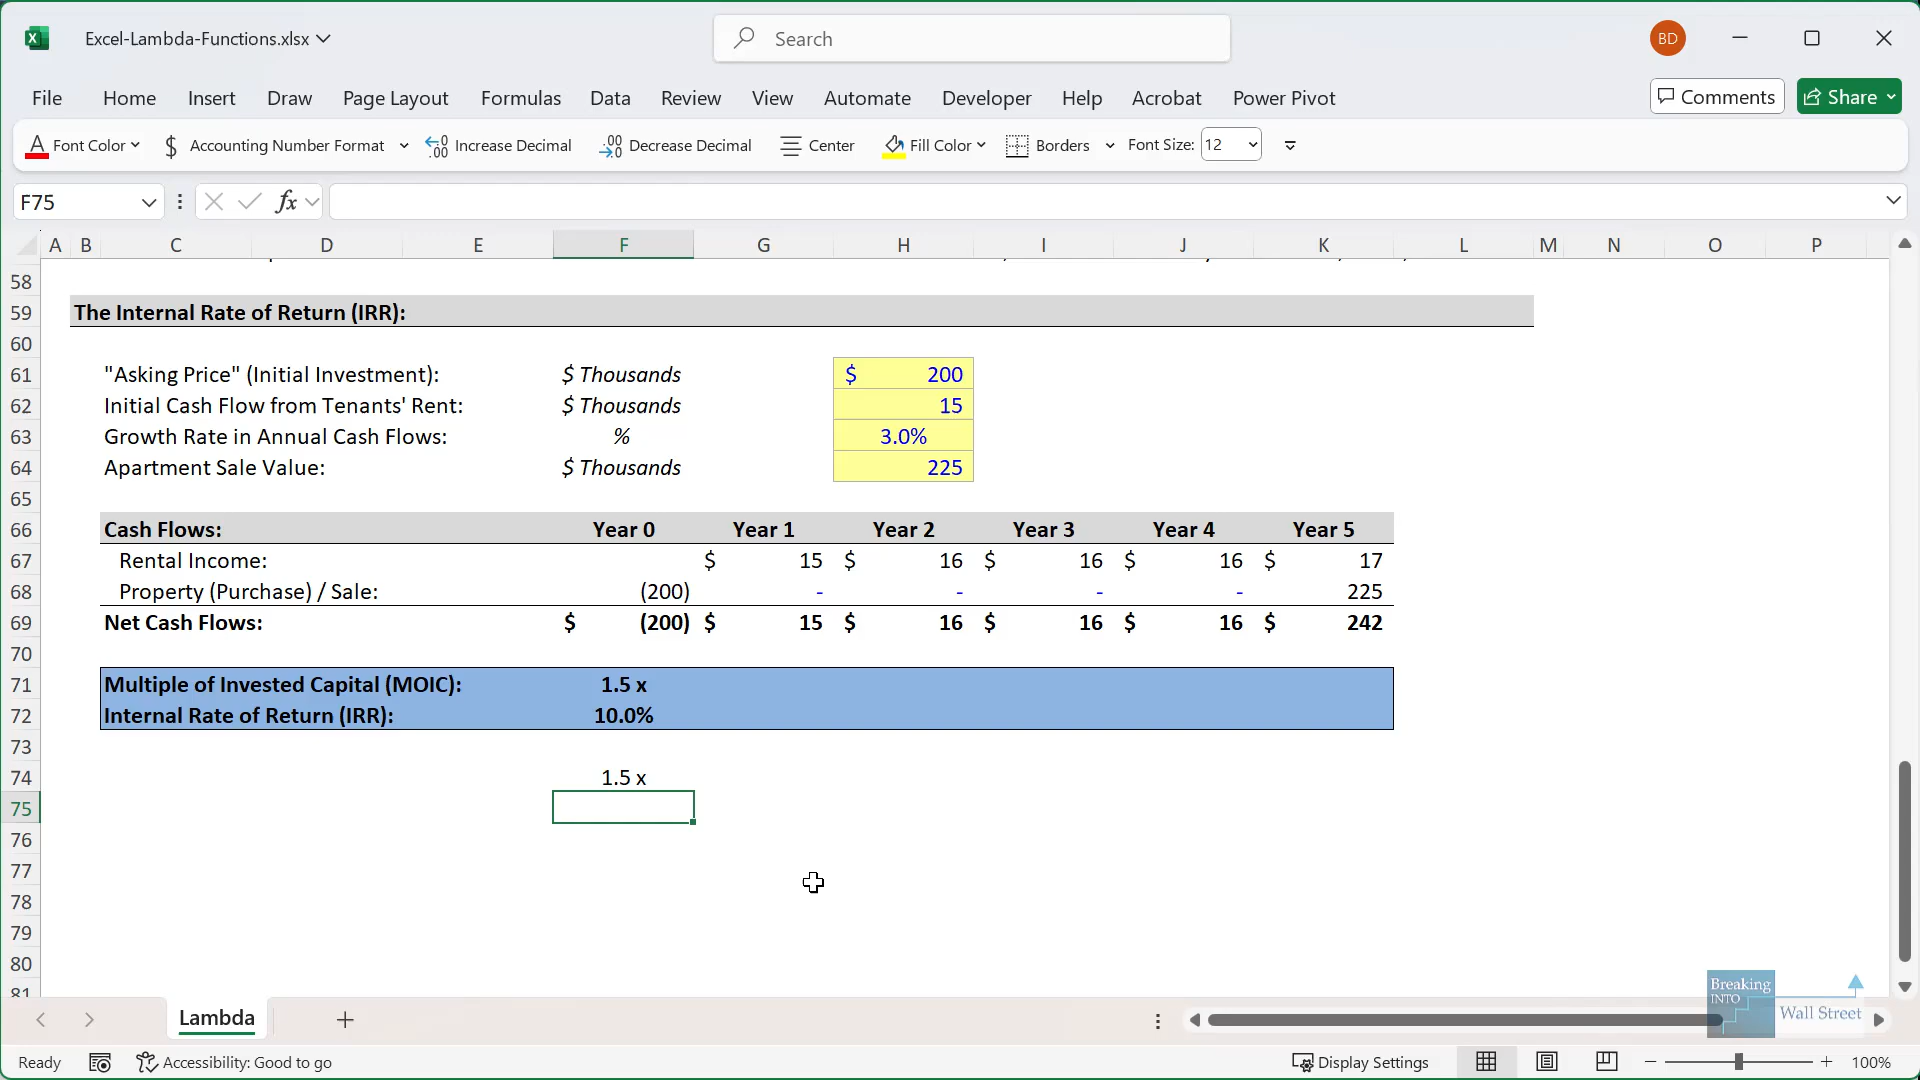 Excel-Lambda-Functions.xlsx
Search
BD
File Home Insert Draw Page Layout Formulas Data Review View Automate Developer Help Acrobat Power Pivot
Comments Share
A Font Color $ Accounting Number Format Increase Decimal Decrease Decimal Center Fill Color Borders Font Size: 12
F75 fx
A B C D E F G H I J K L M N O P
58
59 The Internal Rate of Return (IRR):
60
61 "Asking Price" (Initial Investment): $ Thousands $ 200
62 Initial Cash Flow from Tenants' Rent: $ Thousands 15
63 Growth Rate in Annual Cash Flows: % 3.0%
64 Apartment Sale Value: $ Thousands 225
65
66 Cash Flows: Year 0 Year 1 Year 2 Year 3 Year 4 Year 5
67 Rental Income: $ 15 $ 16 $ 16 $ 16 $ 17
68 Property (Purchase) / Sale: (200) - - - - 225
69 Net Cash Flows: $ (200) $ 15 $ 16 $ 16 $ 16 $ 242
70
71 Multiple of Invested Capital (MOIC): 1.5 x
72 Internal Rate of Return (IRR): 10.0%
73
74 1.5 x
75
76
77
78
79
80
81
Breaking
INTO
Wall Street
Lambda
Ready Accessibility: Good to go Display Settings 100%